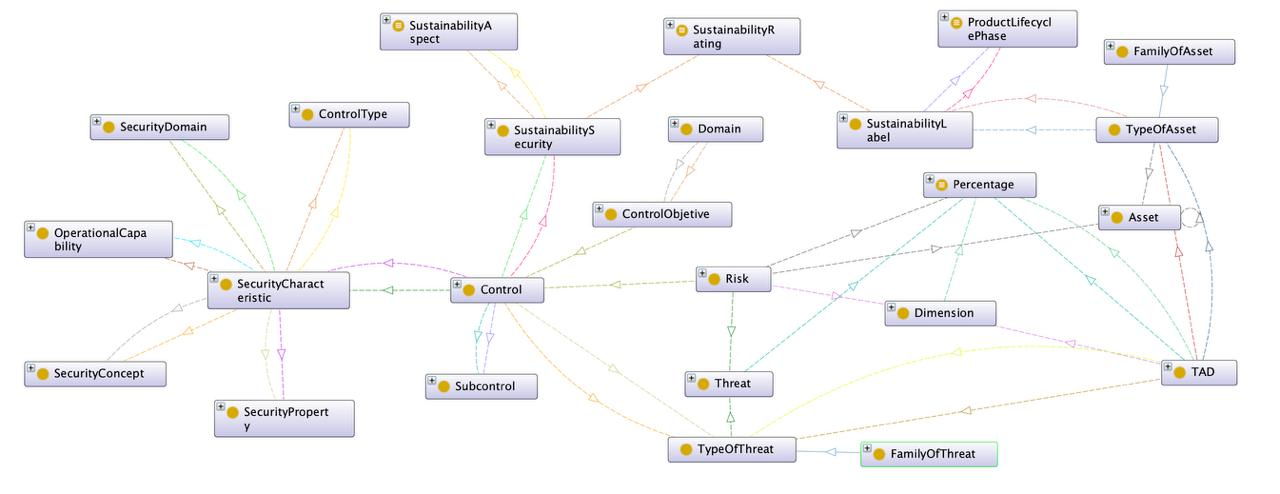 SustainabilityA
spect
SustainabilityR
ating
ProductLifecycl
ePhase
FamilyOfAsset
SecurityDomain
ControlType
SustainabilityS
ecurity
Domain
SustainabilityL
abel
TypeOfAsset
Percentage
OperationalCapa
bility
ControlObjetive
Asset
SecurityCharact
eristic
Control
Risk
Dimension
SecurityConcept
Subcontrol
Threat
TAD
SecurityPropert
y
TypeOfThreat
FamilyOfThreat